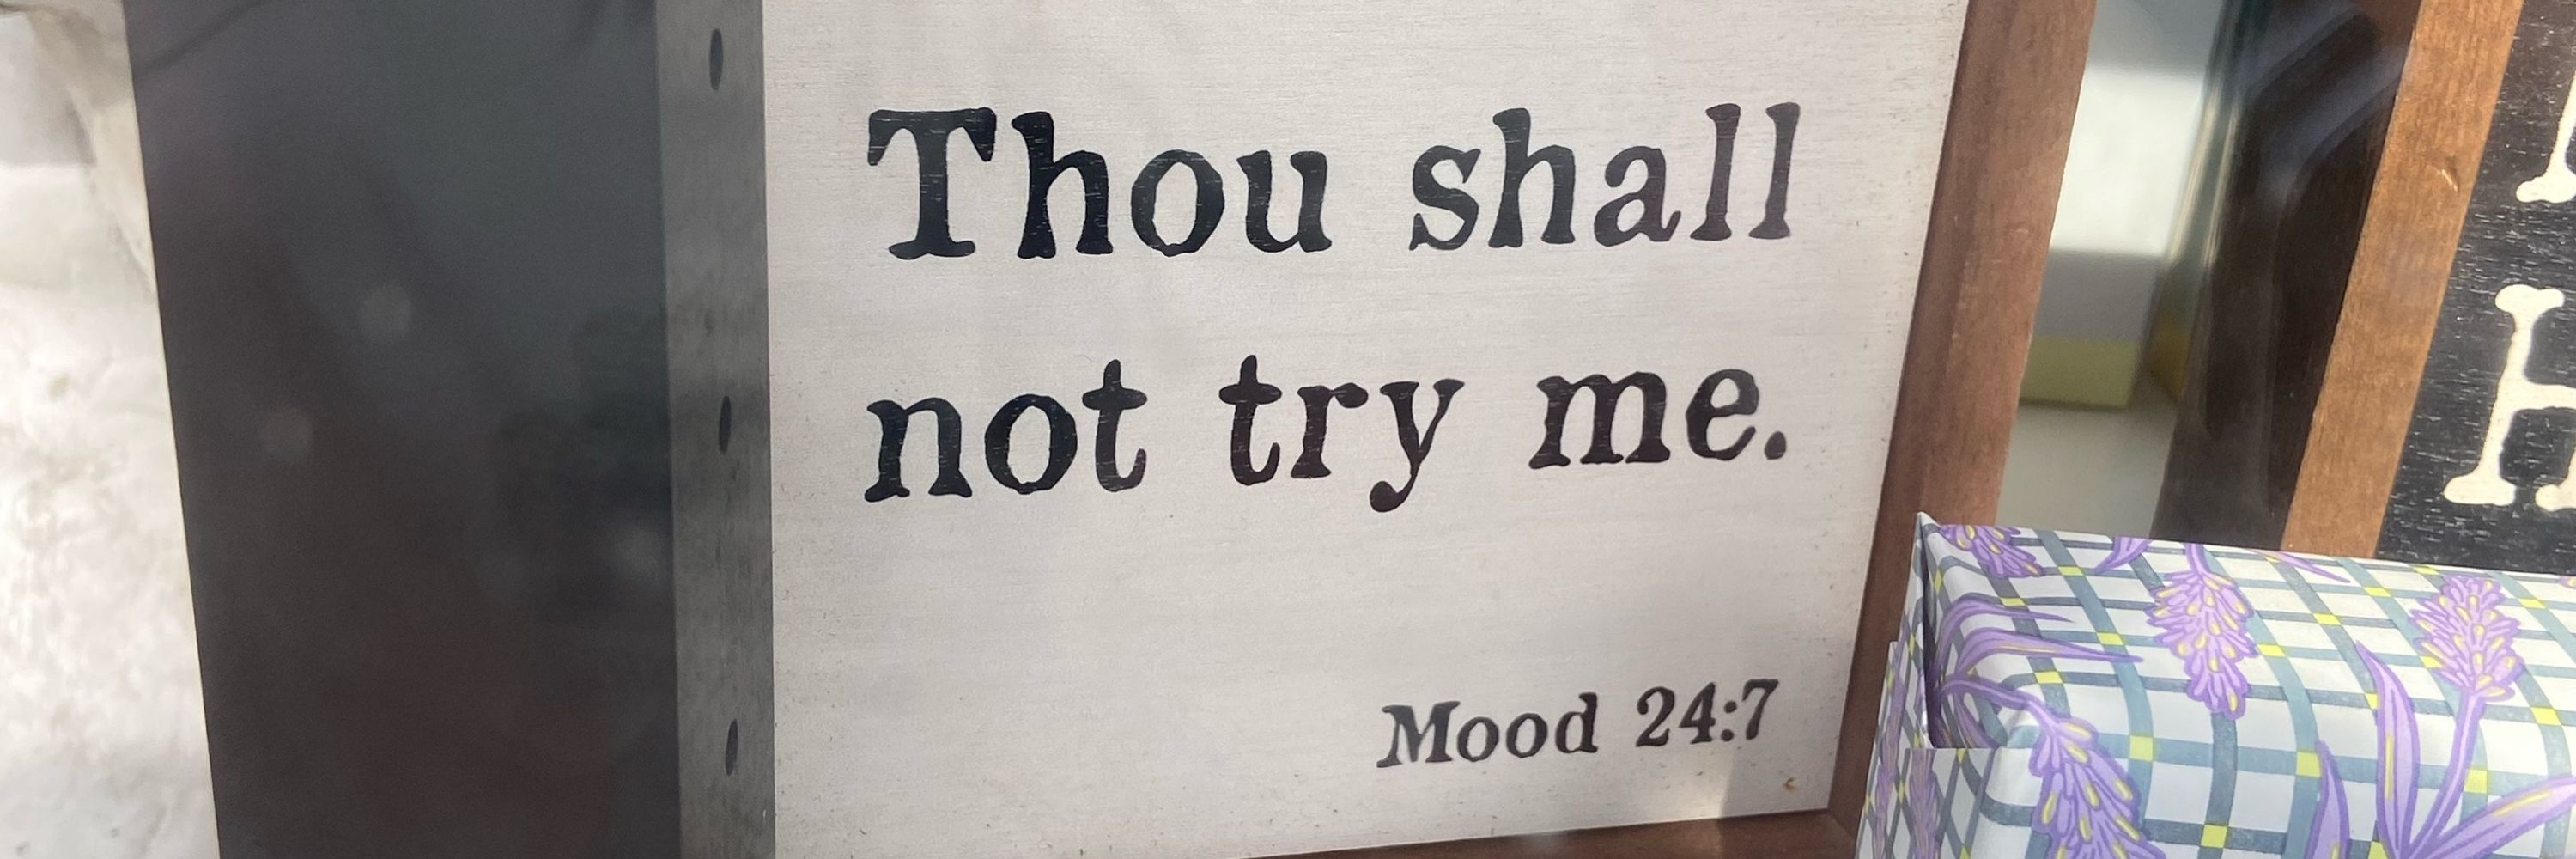 Thou shall
not try me.
Mood 24:7